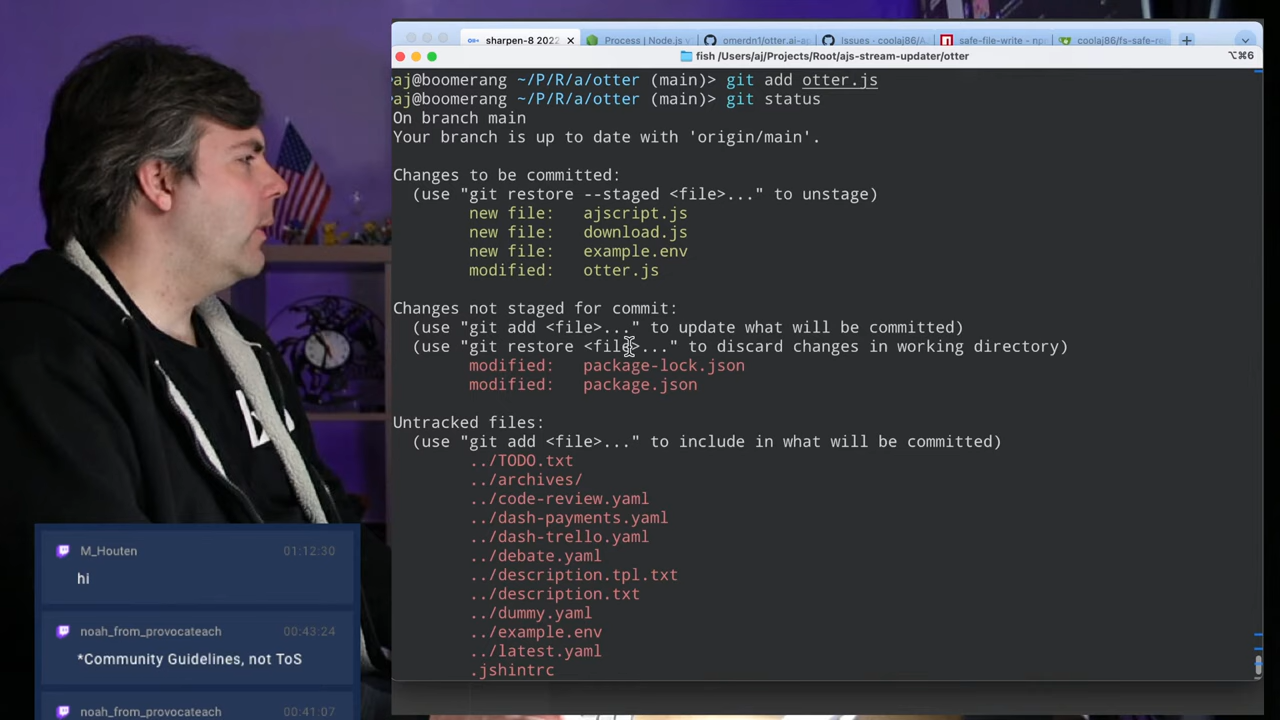 sharpen-8 2022
Process | Node.js v
omerdn1/otter.ai-ap
Issues · coolaj86/A
safe-file-write - np
coolaj86/fs-safe-re
fish /Users/aj/Projects/Root/ajs-stream-updater/otter
⌥⌘6
aj@boomerang ~/P/R/a/otter (main)> git add otter.js
aj@boomerang ~/P/R/a/otter (main)> git status
On branch main
Your branch is up to date with 'origin/main'.
Changes to be committed:
(use "git restore --staged <file>..." to unstage)
new file: ajscript.js
new file: download.js
new file: example.env
modified: otter.js
Changes not staged for commit:
(use "git add <file>..." to update what will be committed)
(use "git restore <file>..." to discard changes in working directory)
modified: package-lock.json
modified: package.json
Untracked files:
(use "git add <file>..." to include in what will be committed)
../TODO.txt
../archives/
../code-review.yaml
../dash-payments.yaml
../dash-trello.yaml
../debate.yaml
../description.tpl.txt
../description.txt
../dummy.yaml
../example.env
../latest.yaml
.jshintrc
M_Houten 01:12:30
hi
noah_from_provocateach 00:43:24
*Community Guidelines, not ToS
noah_from_provocateach 00:41:07